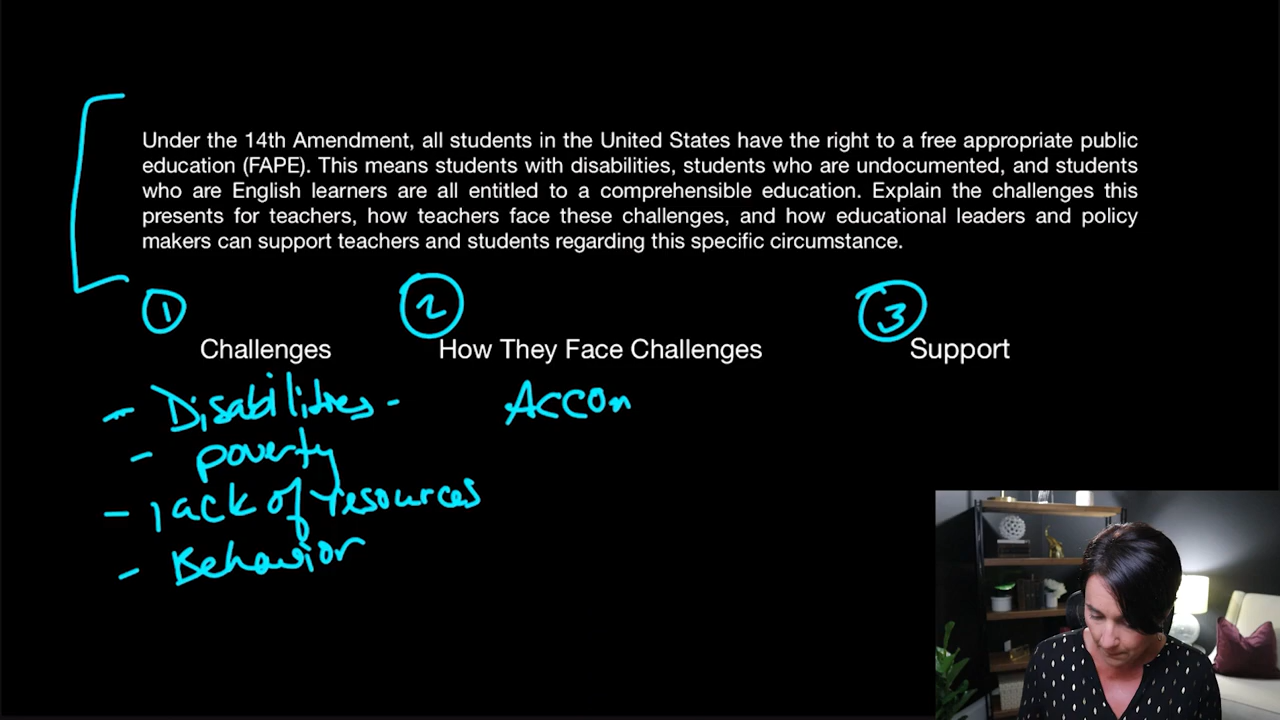 Under the 14th Amendment, all students in the United States have the right to a free appropriate public
education (FAPE). This means students with disabilities, students who are undocumented, and students
who are English learners are all entitled to a comprehensible education. Explain the challenges this
presents for teachers, how teachers face these challenges, and how educational leaders and policy
makers can support teachers and students regarding this specific circumstance.
1 2 3
Challenges How They Face Challenges Support
- Disabilities - Accom
- poverty
- lack of resources
- Behavior